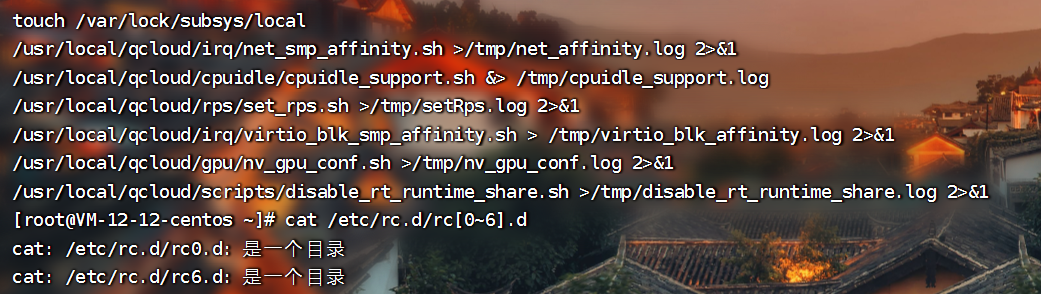 touch /var/lock/subsys/local
/usr/local/qcloud/irq/net_smp_affinity.sh >/tmp/net_affinity.log 2>&1
/usr/local/qcloud/cpuidle/cpuidle_support.sh &> /tmp/cpuidle_support.log
/usr/local/qcloud/rps/set_rps.sh >/tmp/setRps.log 2>&1
/usr/local/qcloud/irq/virtio_blk_smp_affinity.sh > /tmp/virtio_blk_affinity.log 2>&1
/usr/local/qcloud/gpu/nv_gpu_conf.sh >/tmp/nv_gpu_conf.log 2>&1
/usr/local/qcloud/scripts/disable_rt_runtime_share.sh >/tmp/disable_rt_runtime_share.log 2>&1
[root@VM-12-12-centos ~]# cat /etc/rc.d/rc[0~6].d
cat: /etc/rc.d/rc0.d: 是一个目录
cat: /etc/rc.d/rc6.d: 是一个目录